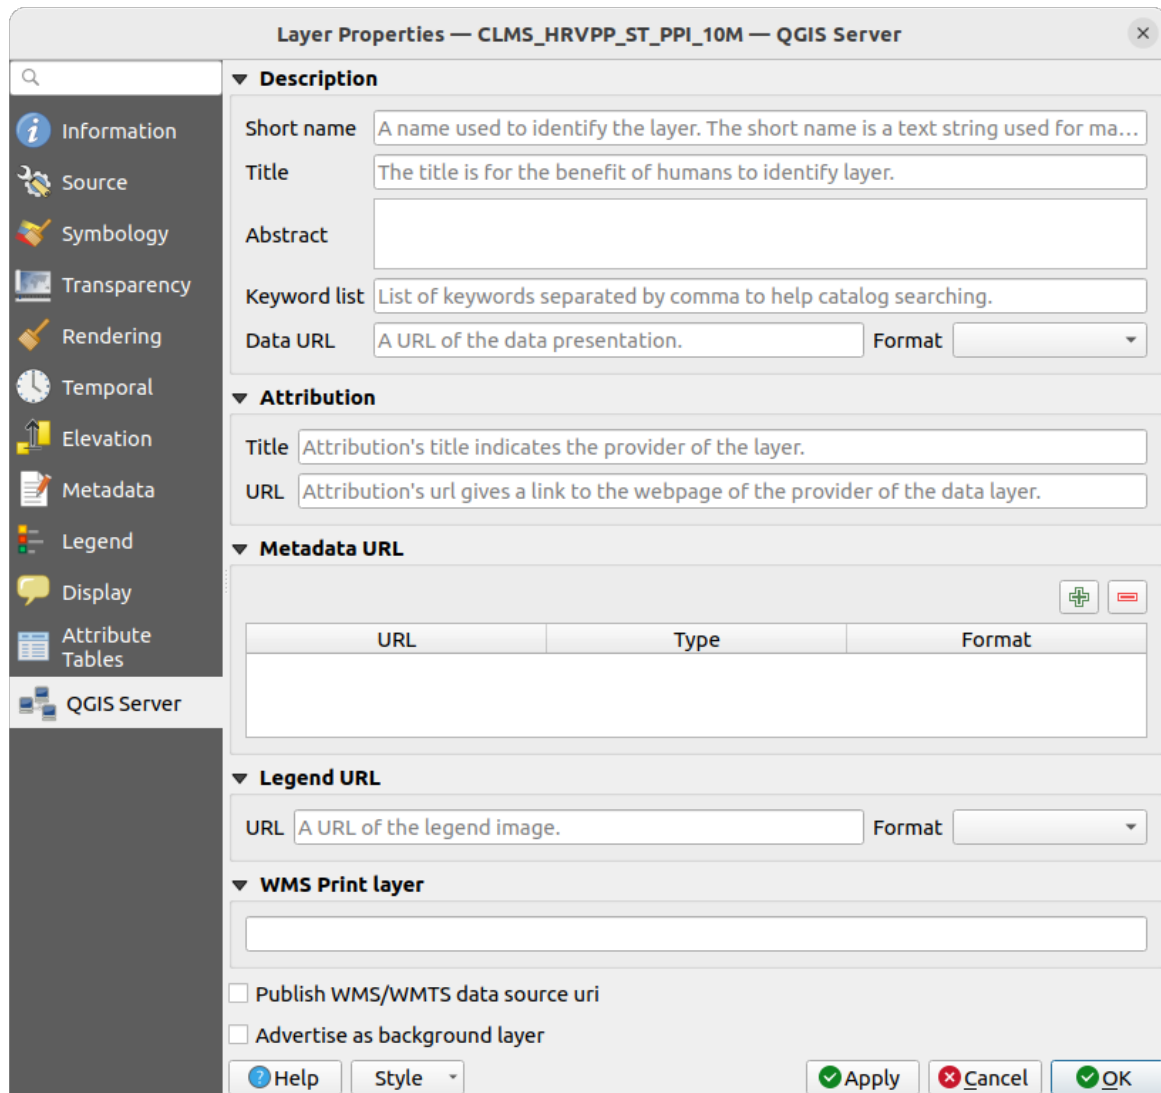 Layer Properties — CLMS_HRVPP_ST_PPI_10M — QGIS Server
Information
Source
Symbology
Transparency
Rendering
Temporal
Elevation
Metadata
Legend
Display
Attribute
Tables
QGIS Server
Description
Short name A name used to identify the layer. The short name is a text string used for ma...
Title The title is for the benefit of humans to identify layer.
Abstract
Keyword list List of keywords separated by comma to help catalog searching.
Data URL A URL of the data presentation. Format
Attribution
Title Attribution's title indicates the provider of the layer.
URL Attribution's url gives a link to the webpage of the provider of the data layer.
Metadata URL
URL Type Format
Legend URL
URL A URL of the legend image. Format
WMS Print layer
Publish WMS/WMTS data source uri
Advertise as background layer
Help Style Apply Cancel OK